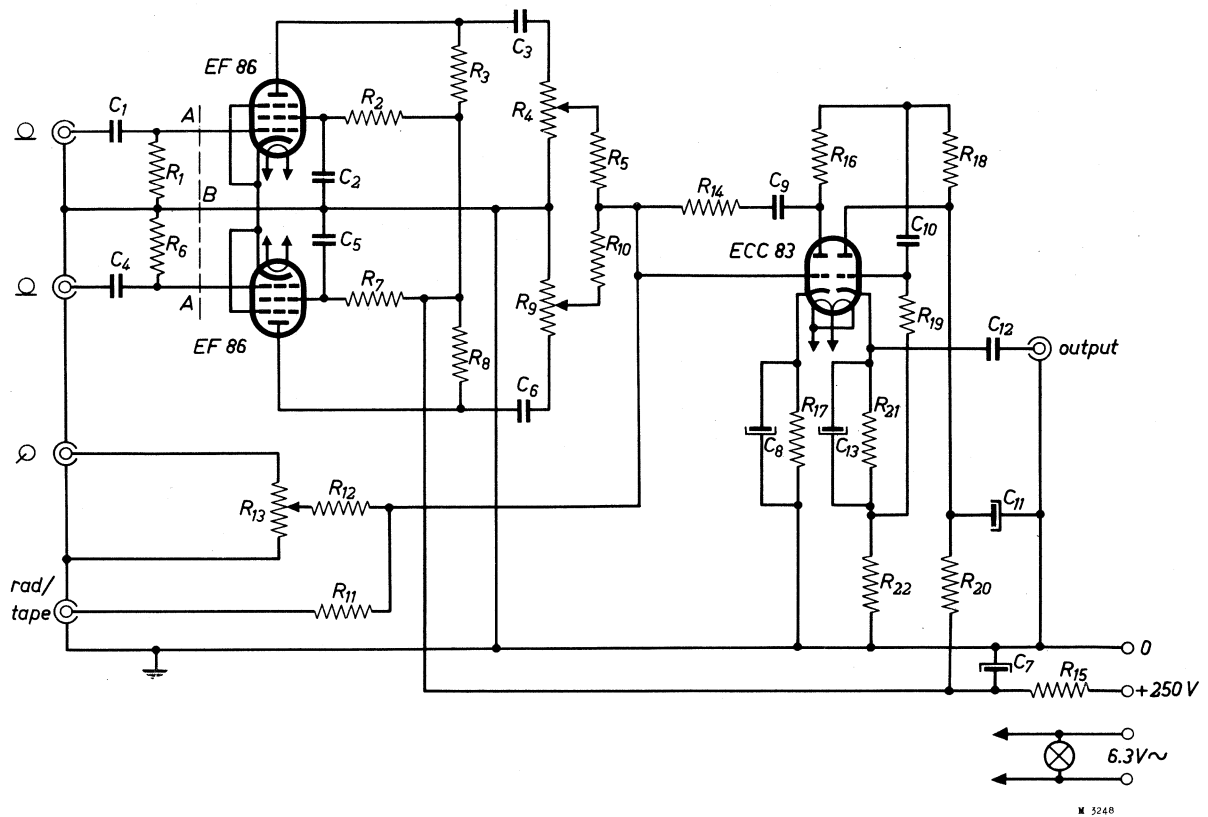 EF 86
C3
R3
C1
A
R2
R4
R5
R16
R18
R1
B
C2
R14
C9
R6
C5
R10
ECC 83
C10
C4
A
R7
R9
R19
EF 86
R8
C12
output
C6
R17
R21
C8
C13
R13
R12
C11
rad/
tape
R11
R22
R20
0
C7
R15
+250 V
6.3V~
M 3248